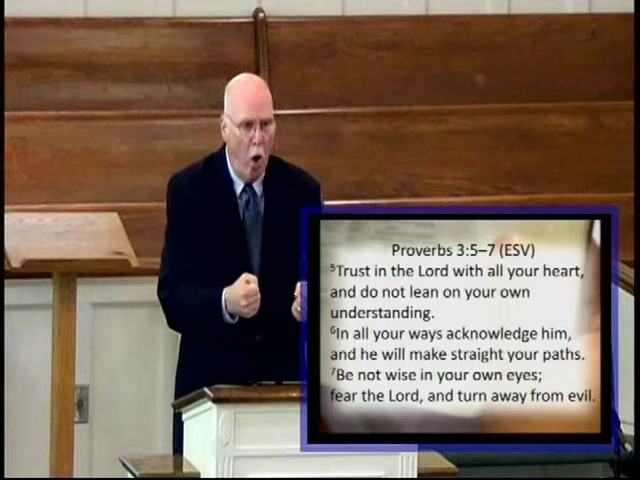 Proverbs 3:5–7 (ESV)
⁵Trust in the Lord with all your heart,
and do not lean on your own
understanding.
⁶In all your ways acknowledge him,
and he will make straight your paths.
⁷Be not wise in your own eyes;
fear the Lord, and turn away from evil.